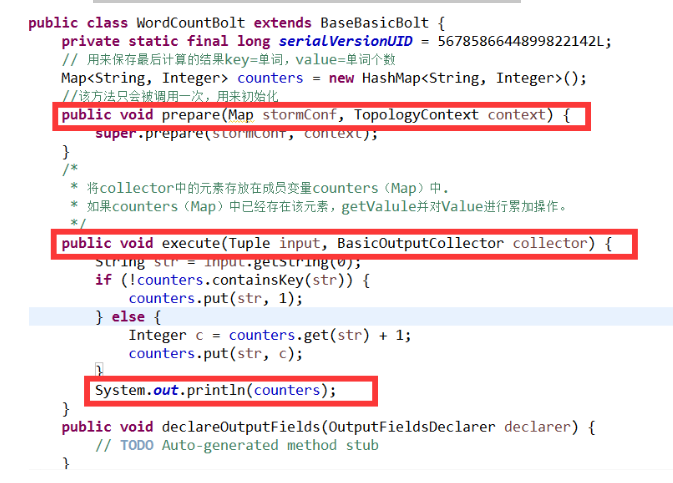 public class WordCountBolt extends BaseBasicBolt {
private static final long serialVersionUID = 5678586644899822142L;
// 用来保存最后计算的结果key=单词，value=单词个数
Map<String, Integer> counters = new HashMap<String, Integer>();
//该方法只会被调用一次，用来初始化
public void prepare(Map stormConf, TopologyContext context) {
super.prepare(stormConf, context);
}
/*
* 将collector中的元素存放在成员变量counters（Map）中.
* 如果counters（Map）中已经存在该元素，getValule并对Value进行累加操作。
*/
public void execute(Tuple input, BasicOutputCollector collector) {
String str = input.getString(0);
if (!counters.containsKey(str)) {
counters.put(str, 1);
} else {
Integer c = counters.get(str) + 1;
counters.put(str, c);
}
System.out.println(counters);
}
public void declareOutputFields(OutputFieldsDeclarer declarer) {
// TODO Auto-generated method stub
}